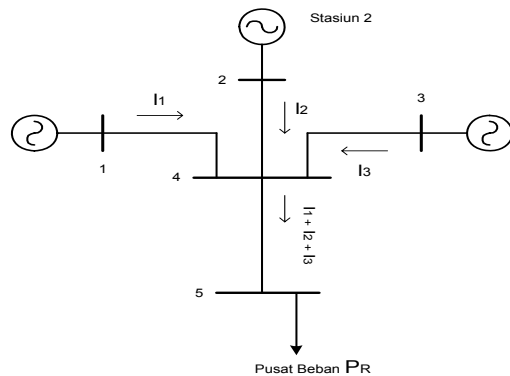 Stasiun 2
2
I1
I2
3
1
4
I3
I1 + I2 + I3
5
Pusat Beban PR